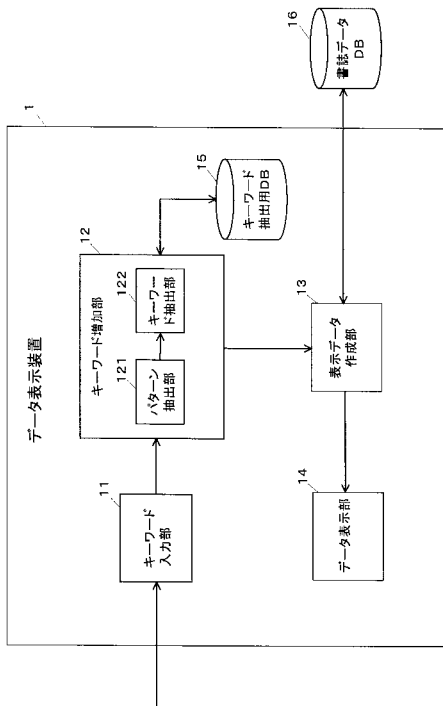 データ表示装置
1
11
キーワード
入力部
12
キーワード増加部
121
パターン
抽出部
122
キーワー
ド抽出部
15
キーワード
抽出用DB
16
書誌データ
DB
13
表示データ
作成部
14
データ表示部